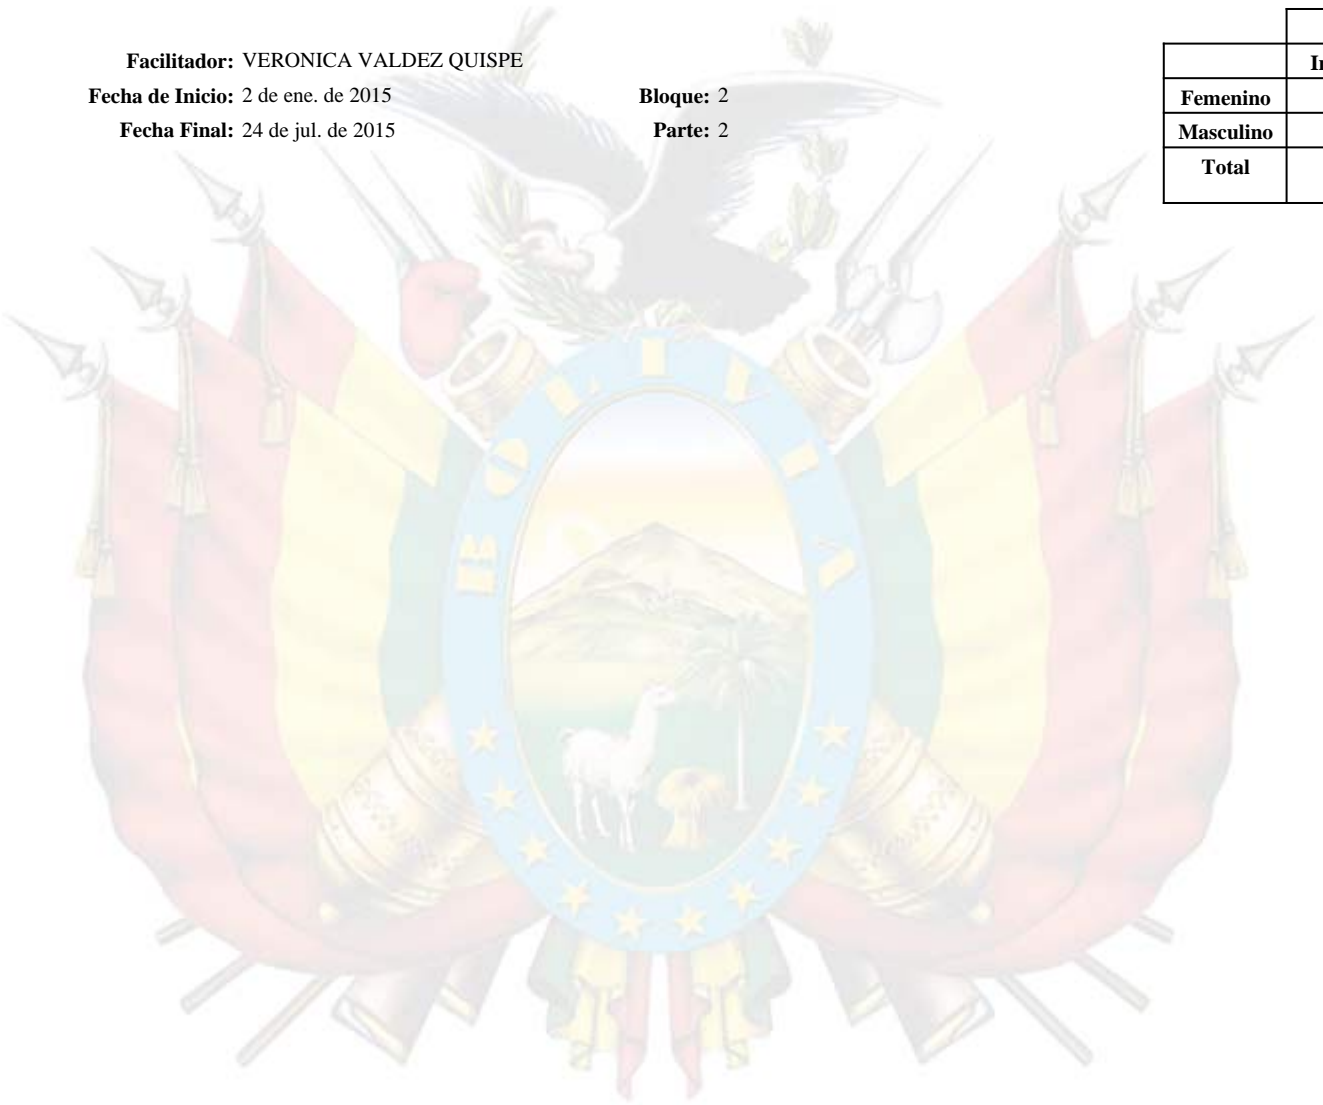 Facilitador: VERONICA VALDEZ QUISPE
Fecha de Inicio: 2 de ene. de 2015 Bloque: 2
Fecha Final: 24 de jul. de 2015 Parte: 2
Femenino
Masculino
Total
BOLIVIA